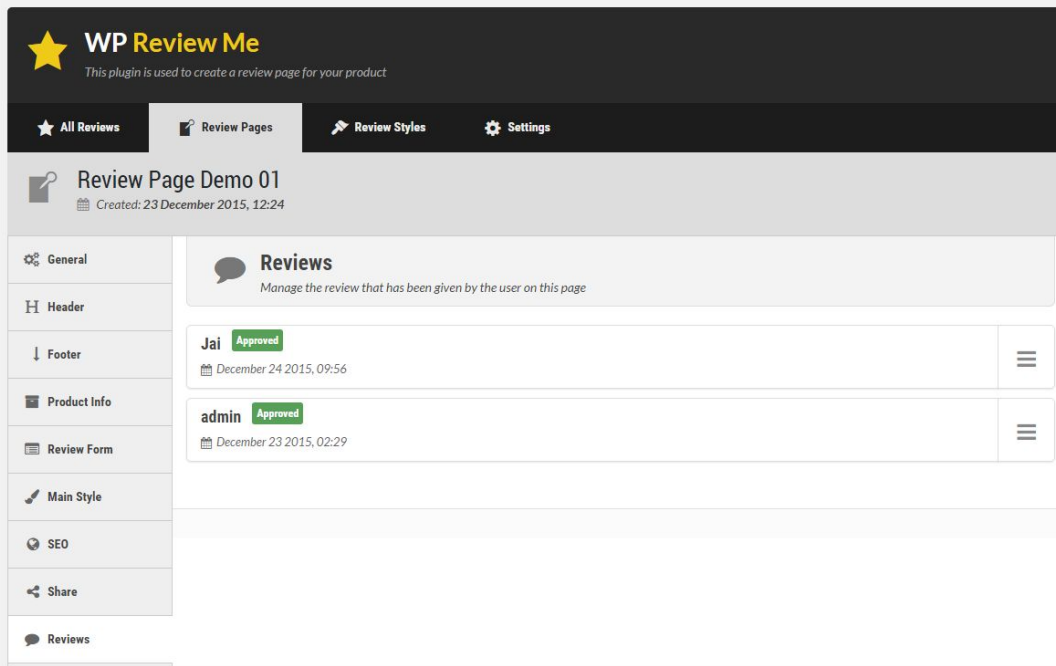 WP Review Me
This plugin is used to create a review page for your product
All Reviews
Review Pages
Review Styles
Settings
Review Page Demo 01
Created: 23 December 2015, 12:24
General
Header
Footer
Product Info
Review Form
Main Style
SEO
Share
Reviews
Reviews
Manage the review that has been given by the user on this page
Jai Approved
December 24 2015, 09:56
admin Approved
December 23 2015, 02:29